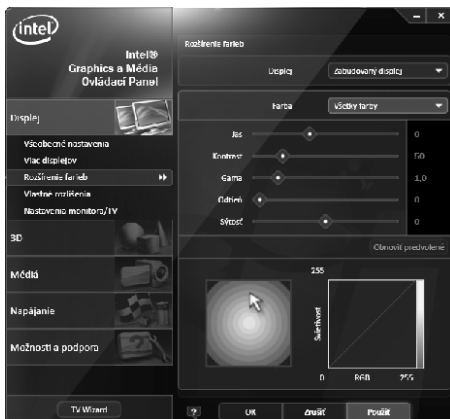 intel
Intel®
Graphics a Média
Ovládací Panel
Displej
Všeobecné nastavenia
Viac displejov
Rozšírenie farieb
Vlastné rozlíšenia
Nastavenia monitora/TV
3D
Médiá
Napájanie
Možnosti a podpora
TV Wizard
Rozšírenie farieb
Displej
Zabudovaný displej
Farba
Všetky farby
Jas
0
Kontrast
50
Gama
1,0
Odtieň
0
Sýtosť
0
Obnoviť predvolené
255
Svietivosť
0
RGB
255
?
OK
Zrušiť
Použiť